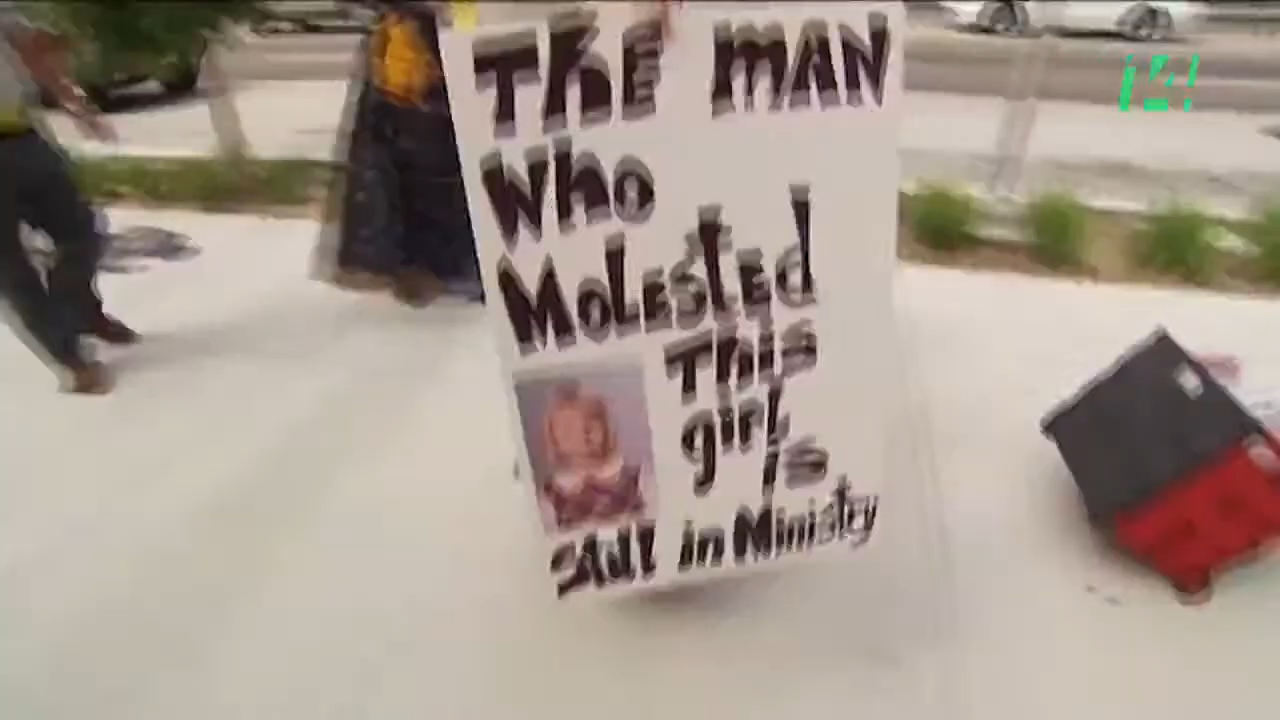 THE MAN
Who
MOLESTED
This
girl
is
Still in Ministry